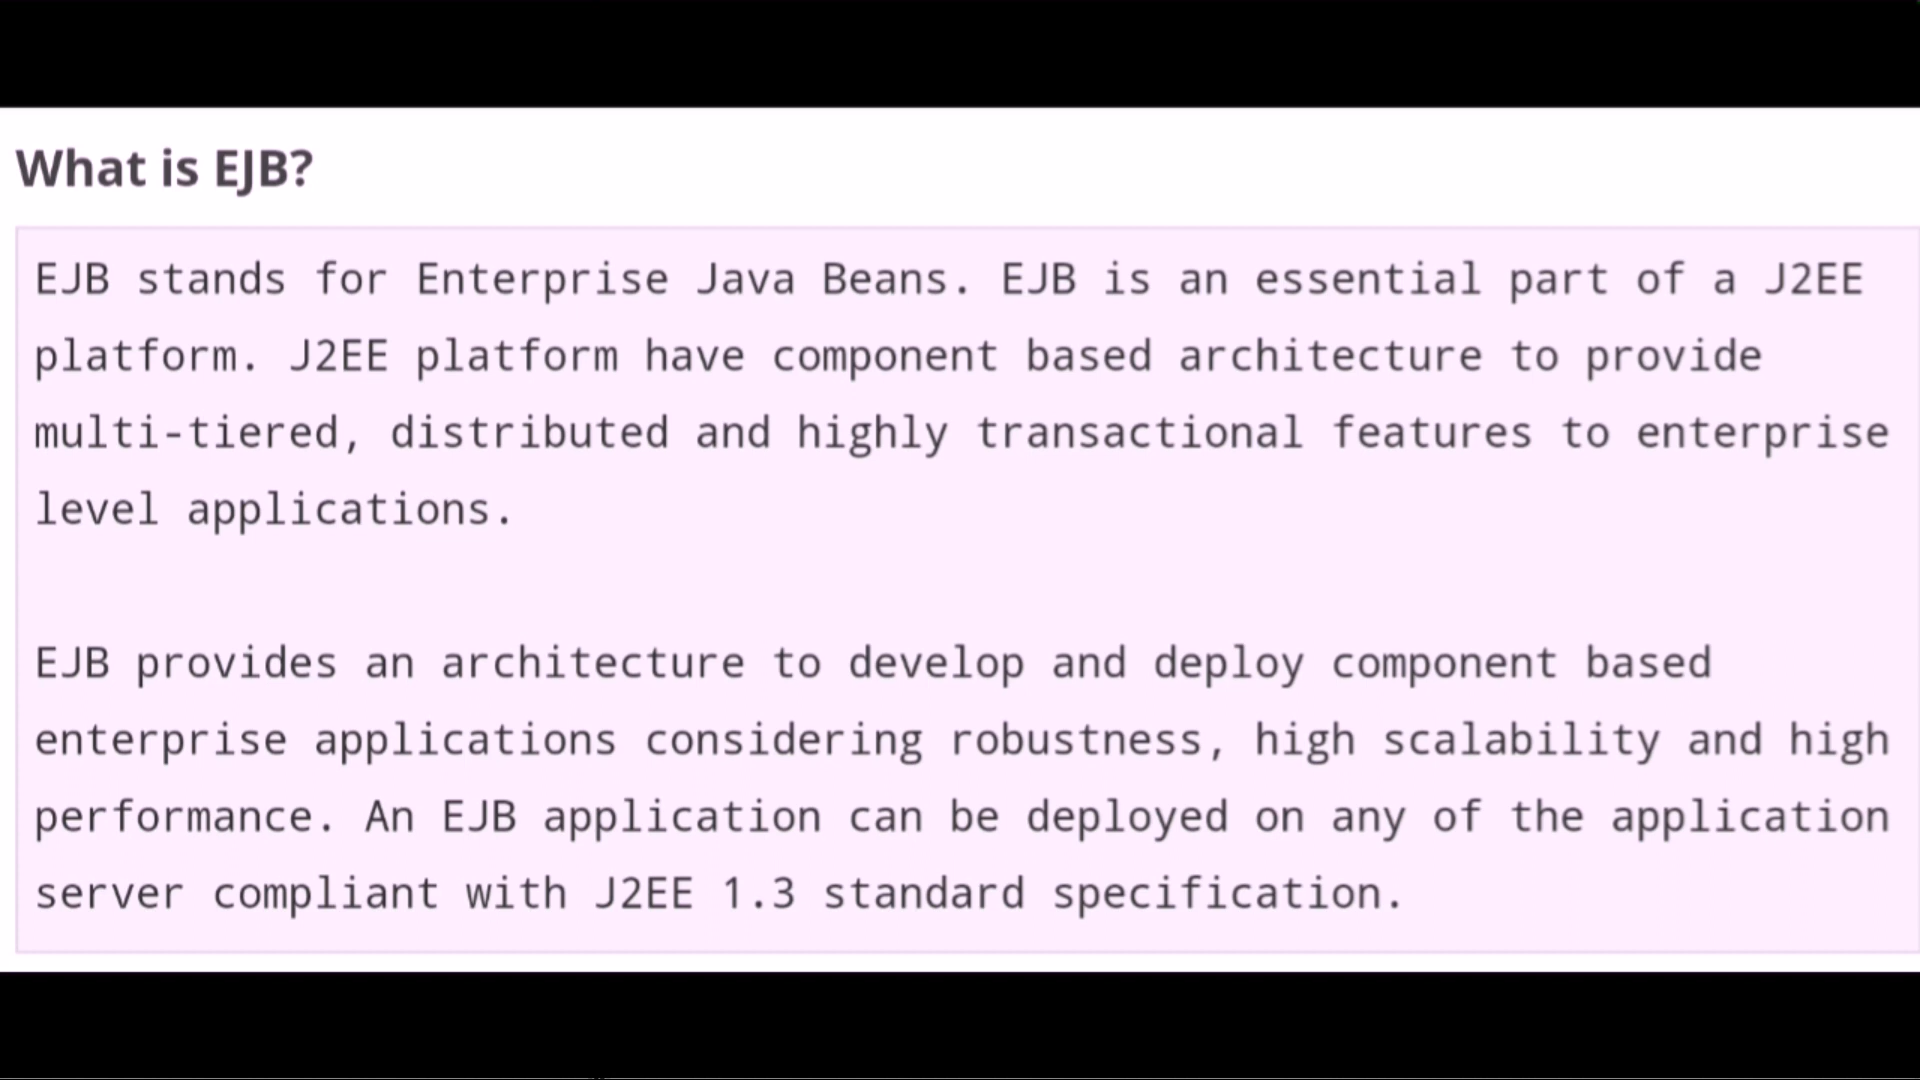 What is EJB?
EJB stands for Enterprise Java Beans. EJB is an essential part of a J2EE
platform. J2EE platform have component based architecture to provide
multi-tiered, distributed and highly transactional features to enterprise
level applications.
EJB provides an architecture to develop and deploy component based
enterprise applications considering robustness, high scalability and high
performance. An EJB application can be deployed on any of the application
server compliant with J2EE 1.3 standard specification.